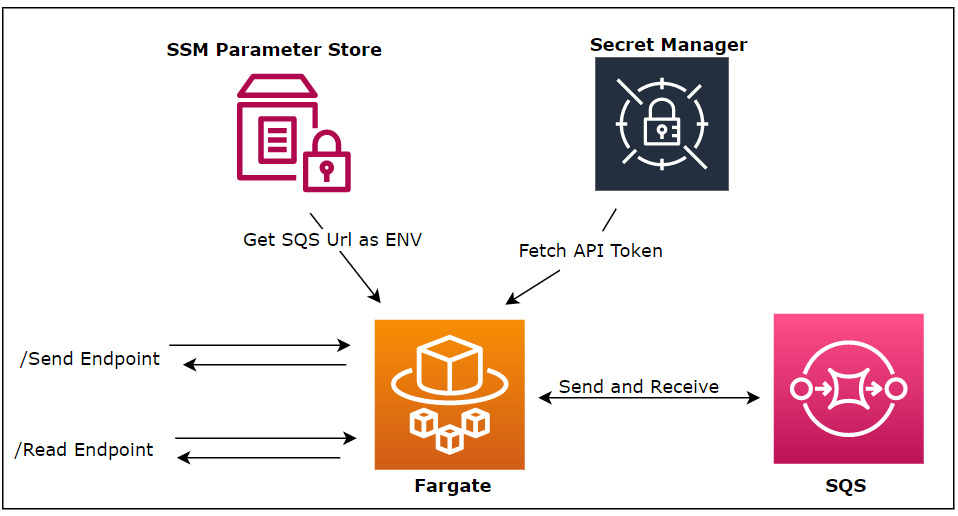 SSM Parameter Store
Secret Manager
Get SQS Url as ENV
Fetch API Token
/Send Endpoint
Send and Receive
/Read Endpoint
Fargate
SQS